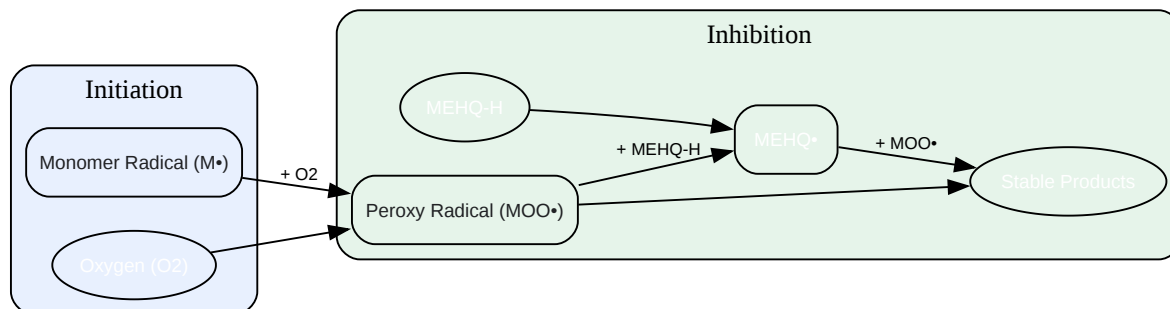 Initiation
Monomer Radical (M•)
Oxygen (O2)
+ O2
Inhibition
MEHQ-H
Peroxy Radical (MOO•)
+ MEHQ-H
MEHQ•
+ MOO•
Stable Products